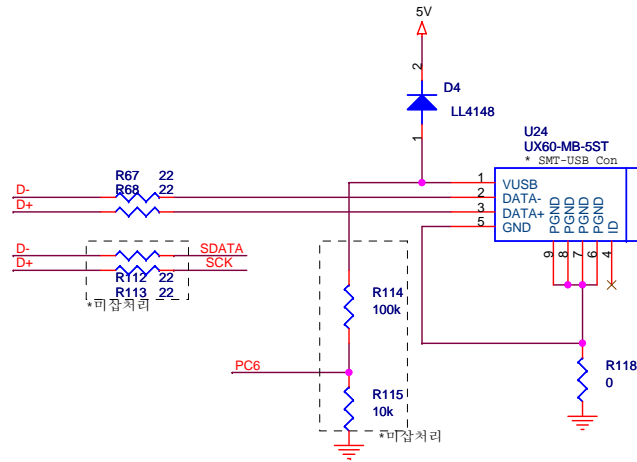 5V
2
D4
LL4148
1
U24
UX60-MB-5ST
* SMT-USB Con
R67 22
R68 22
D-
D+
1
2
3
5
VUSB
DATA-
DATA+
GND
PGND
PGND
PGND
PGND
ID
9
8
7
6
4
D- SDATA
D+ SCK
R112 22
R113 22
*미삽처리
R114
100k
PC6
R115
10k
*미삽처리
R118
0